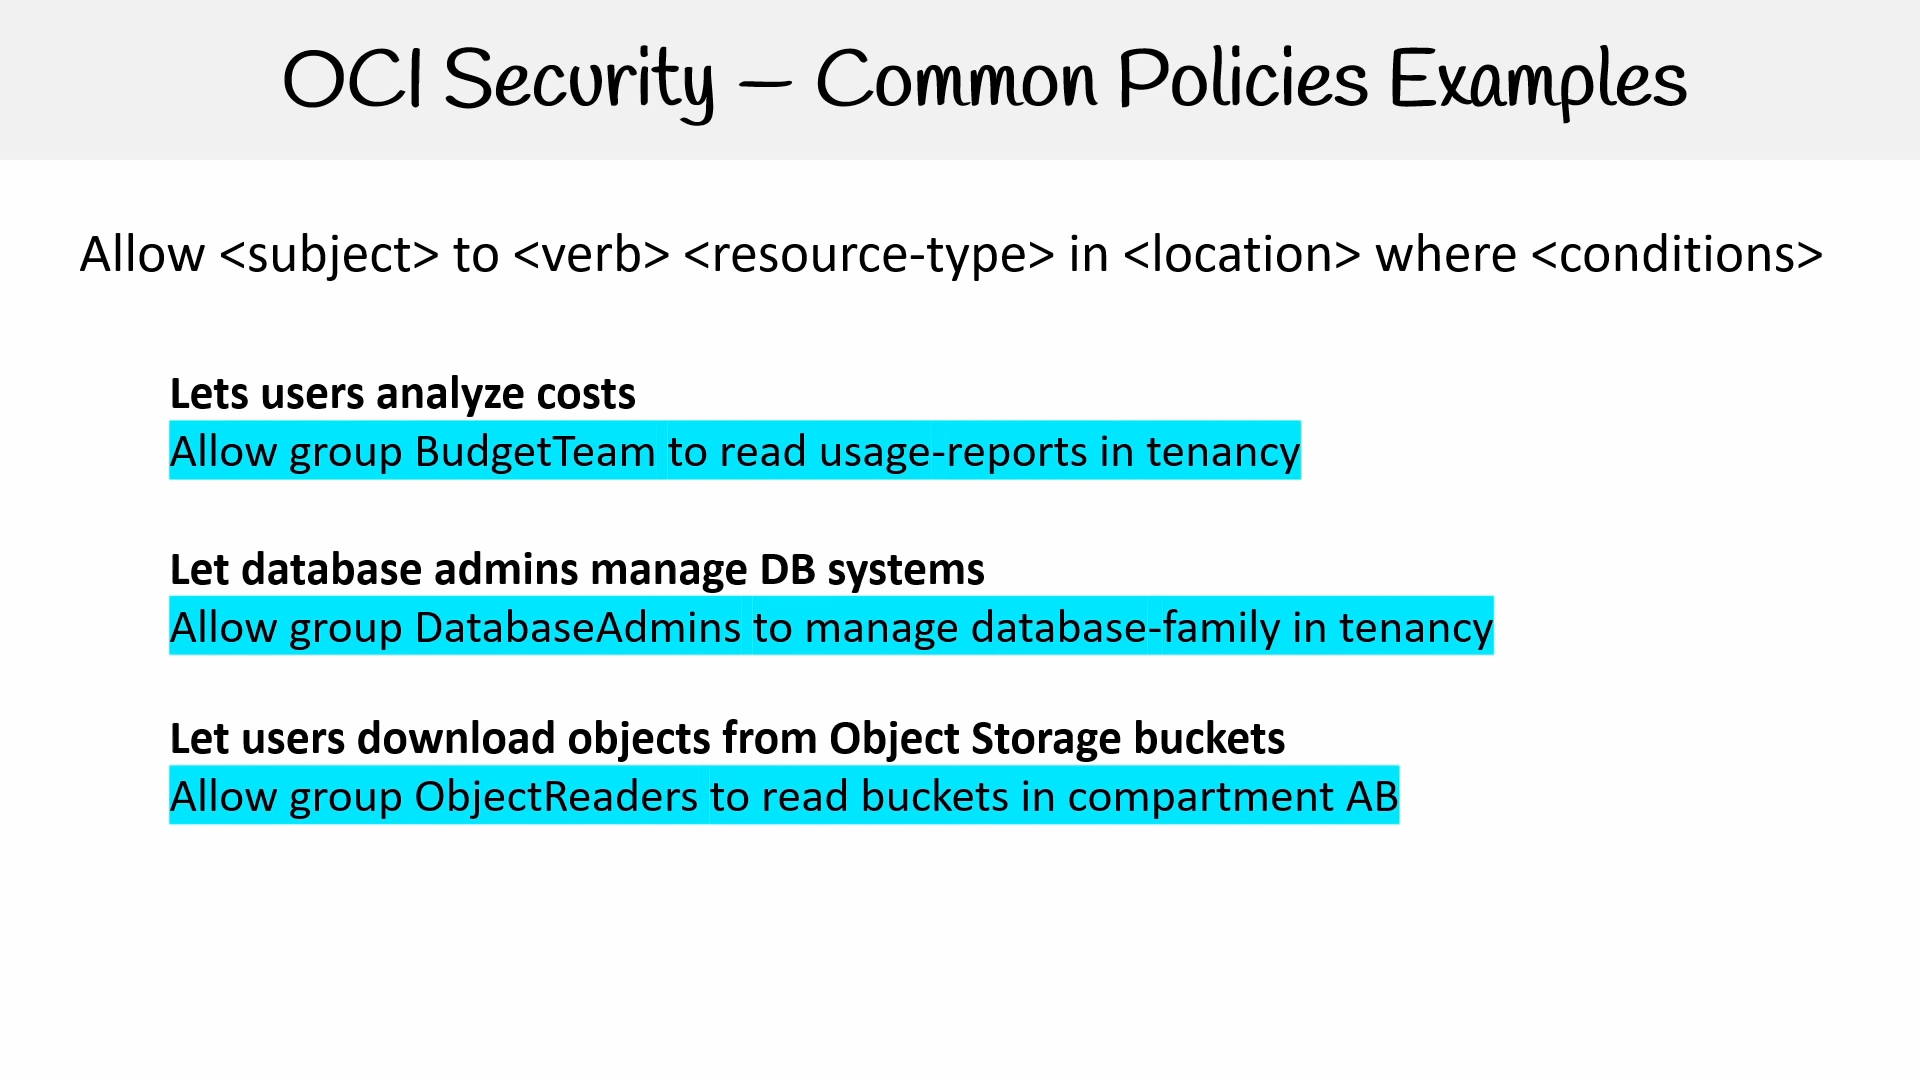 OCI Security – Common Policies Examples
Allow <subject> to <verb> <resource-type> in <location> where <conditions>
Lets users analyze costs
Allow group BudgetTeam to read usage-reports in tenancy
Let database admins manage DB systems
Allow group DatabaseAdmins to manage database-family in tenancy
Let users download objects from Object Storage buckets
Allow group ObjectReaders to read buckets in compartment AB